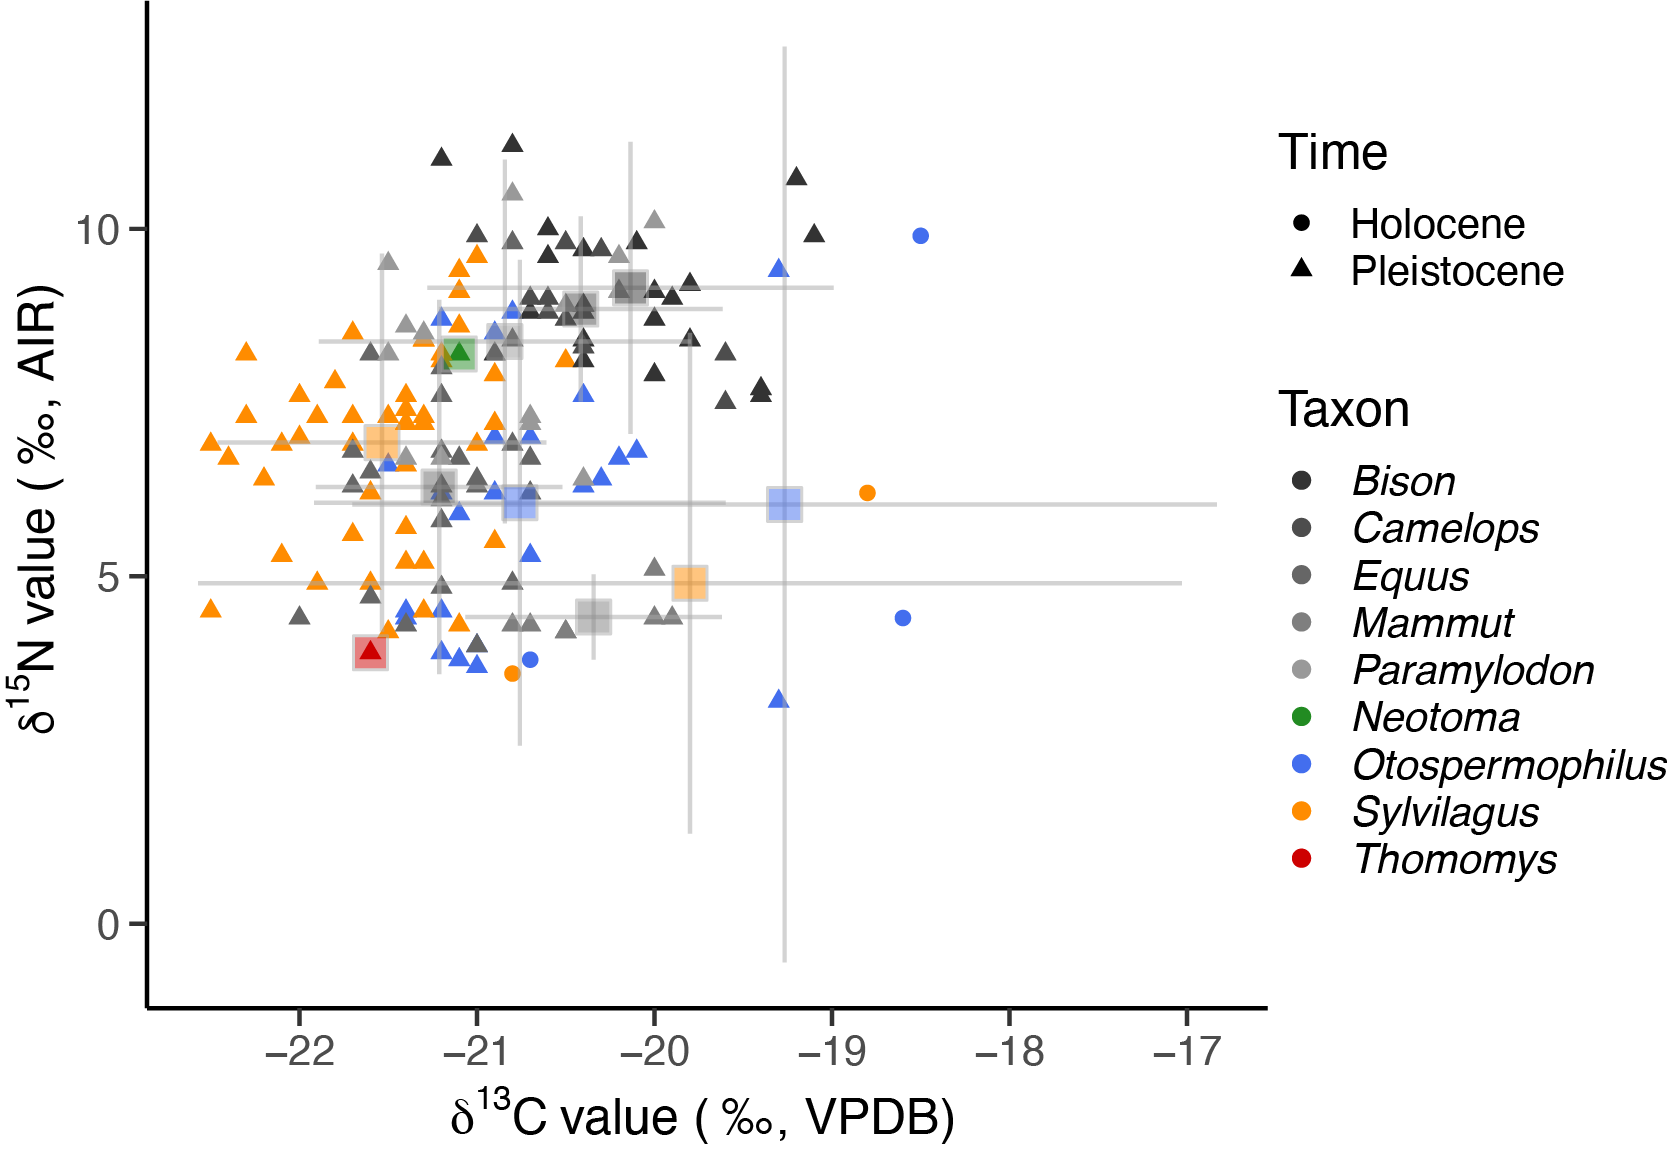 10
5
0
δ15N value ( ‰, AIR)
−22 −21 −20 −19 −18 −17
δ13C value ( ‰, VPDB)
Time
Holocene
Pleistocene
Taxon
Bison
Camelops
Equus
Mammut
Paramylodon
Neotoma
Otospermophilus
Sylvilagus
Thomomys